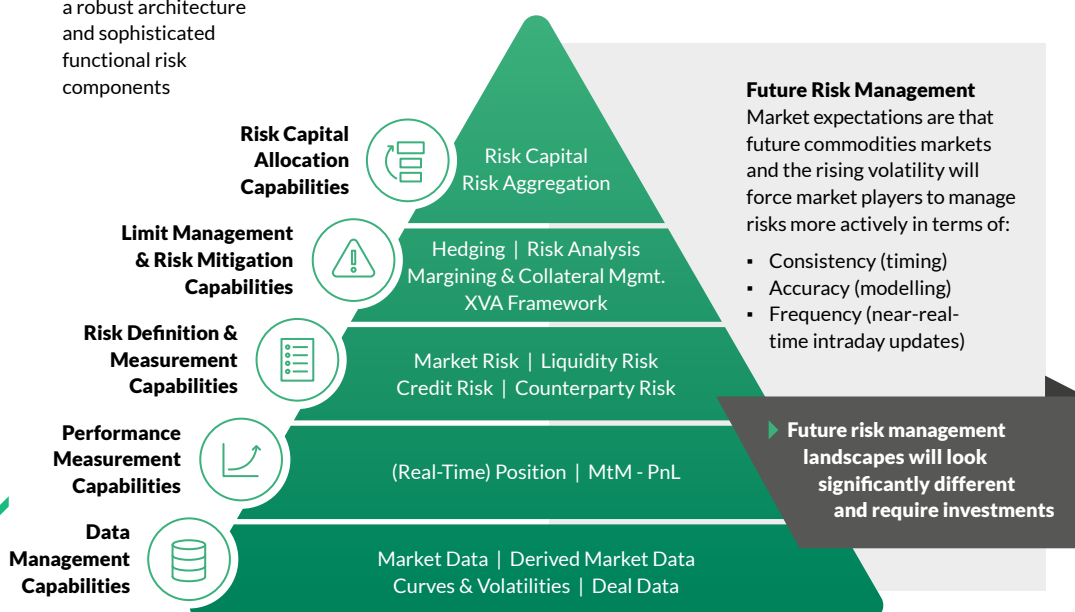 a robust architecture
and sophisticated
functional risk
components
Risk Capital
Allocation
Capabilities
Risk Capital
Risk Aggregation
Limit Management
& Risk Mitigation
Capabilities
Hedging | Risk Analysis
Margining & Collateral Mgmt.
XVA Framework
Risk Definition &
Measurement
Capabilities
Market Risk | Liquidity Risk
Credit Risk | Counterparty Risk
Performance
Measurement
Capabilities
(Real-Time) Position | MtM - PnL
Data
Management
Capabilities
Market Data | Derived Market Data
Curves & Volatilities | Deal Data
Future Risk Management
Market expectations are that
future commodities markets
and the rising volatility will
force market players to manage
risks more actively in terms of:
▪ Consistency (timing)
▪ Accuracy (modelling)
▪ Frequency (near-real-
time intraday updates)
Future risk management
landscapes will look
significantly different
and require investments